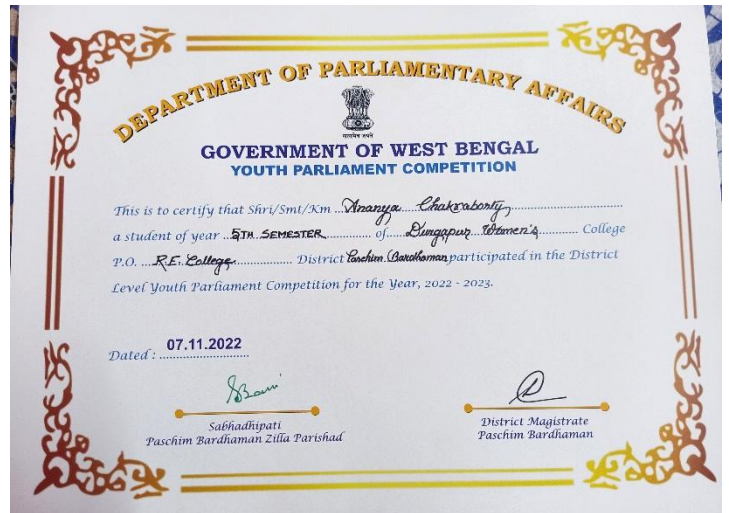 DEPARTMENT OF PARLIAMENTARY AFFAIRS
सत्यमेव जयते
GOVERNMENT OF WEST BENGAL
YOUTH PARLIAMENT COMPETITION
This is to certify that Shri/Smt/Km ...Ananya Chakraborty...
a student of year ..5TH SEMESTER... of ...Durgapur Women's... College
P.O. ...R.E. College... District Paschim Bardhaman participated in the District
Level Youth Parliament Competition for the Year, 2022 - 2023.
Dated : 07.11.2022
Sabhadhipati
Paschim Bardhaman Zilla Parishad
District Magistrate
Paschim Bardhaman